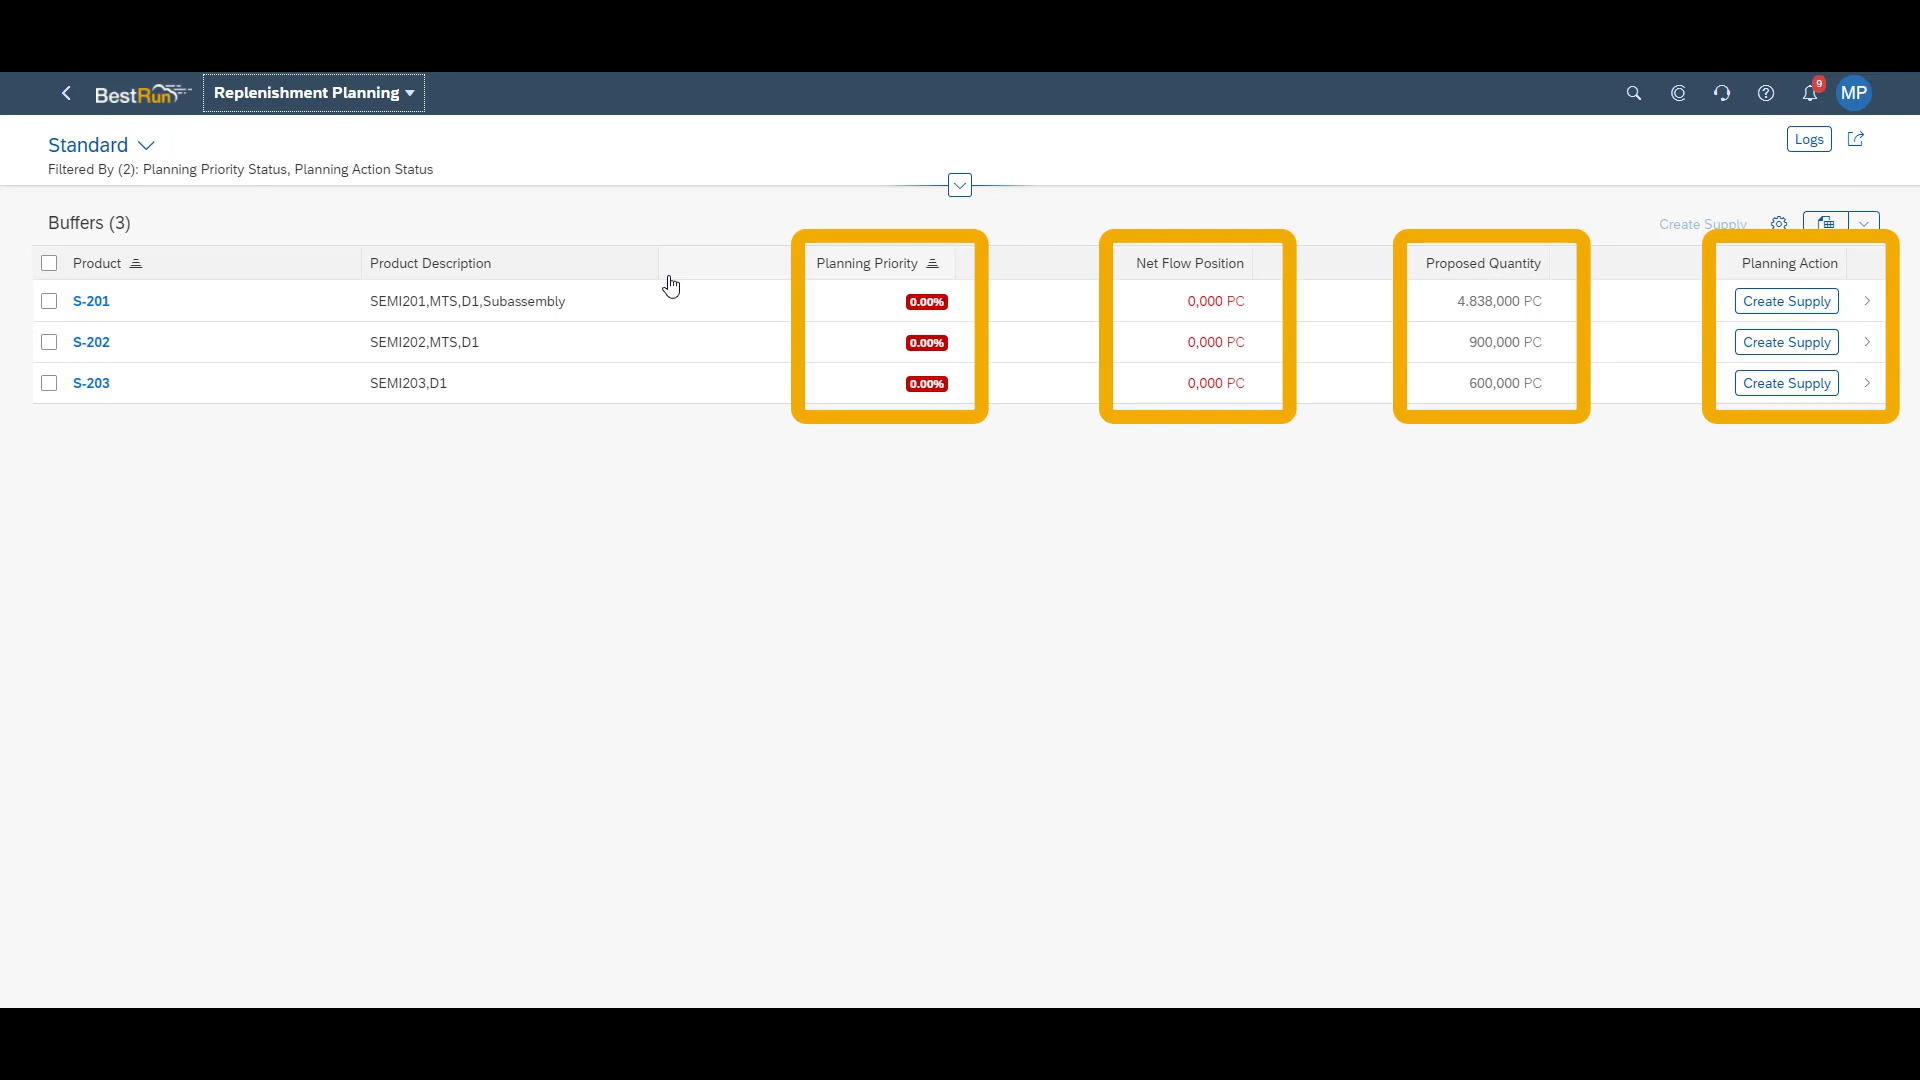 BestRun Replenishment Planning 9 MP
Standard Logs
Filtered By (2): Planning Priority Status, Planning Action Status
Buffers (3) Create Supply
Product Product Description Planning Priority Net Flow Position Proposed Quantity Planning Action
S-201 SEMI201,MTS,D1,Subassembly 0.00% 0,000 PC 4.838,000 PC Create Supply
S-202 SEMI202,MTS,D1 0.00% 0,000 PC 900,000 PC Create Supply
S-203 SEMI203,D1 0.00% 0,000 PC 600,000 PC Create Supply